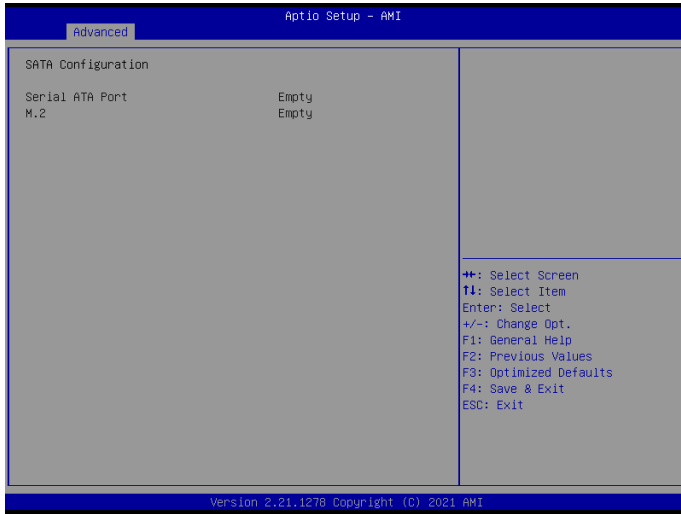 Aptio Setup – AMI
Advanced
SATA Configuration
Serial ATA Port Empty
M.2 Empty
→←: Select Screen
↑↓: Select Item
Enter: Select
+/-: Change Opt.
F1: General Help
F2: Previous Values
F3: Optimized Defaults
F4: Save & Exit
ESC: Exit
Version 2.21.1278 Copyright (C) 2021 AMI